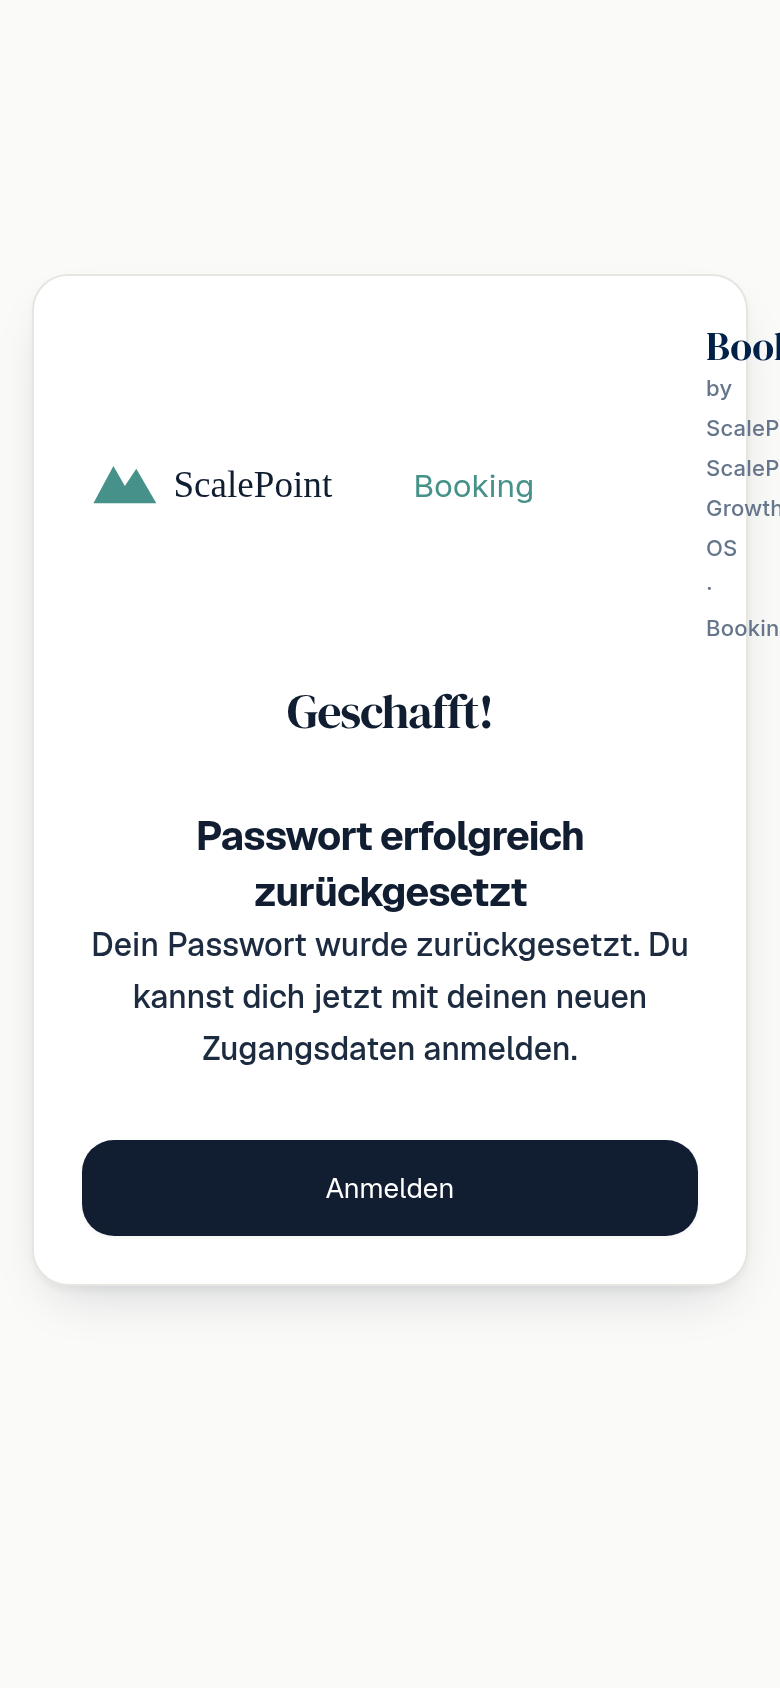 ScalePoint Booking
by
OS
·
Geschafft!
Passwort erfolgreich
zurückgesetzt
Dein Passwort wurde zurückgesetzt. Du
kannst dich jetzt mit deinen neuen
Zugangsdaten anmelden.
Anmelden